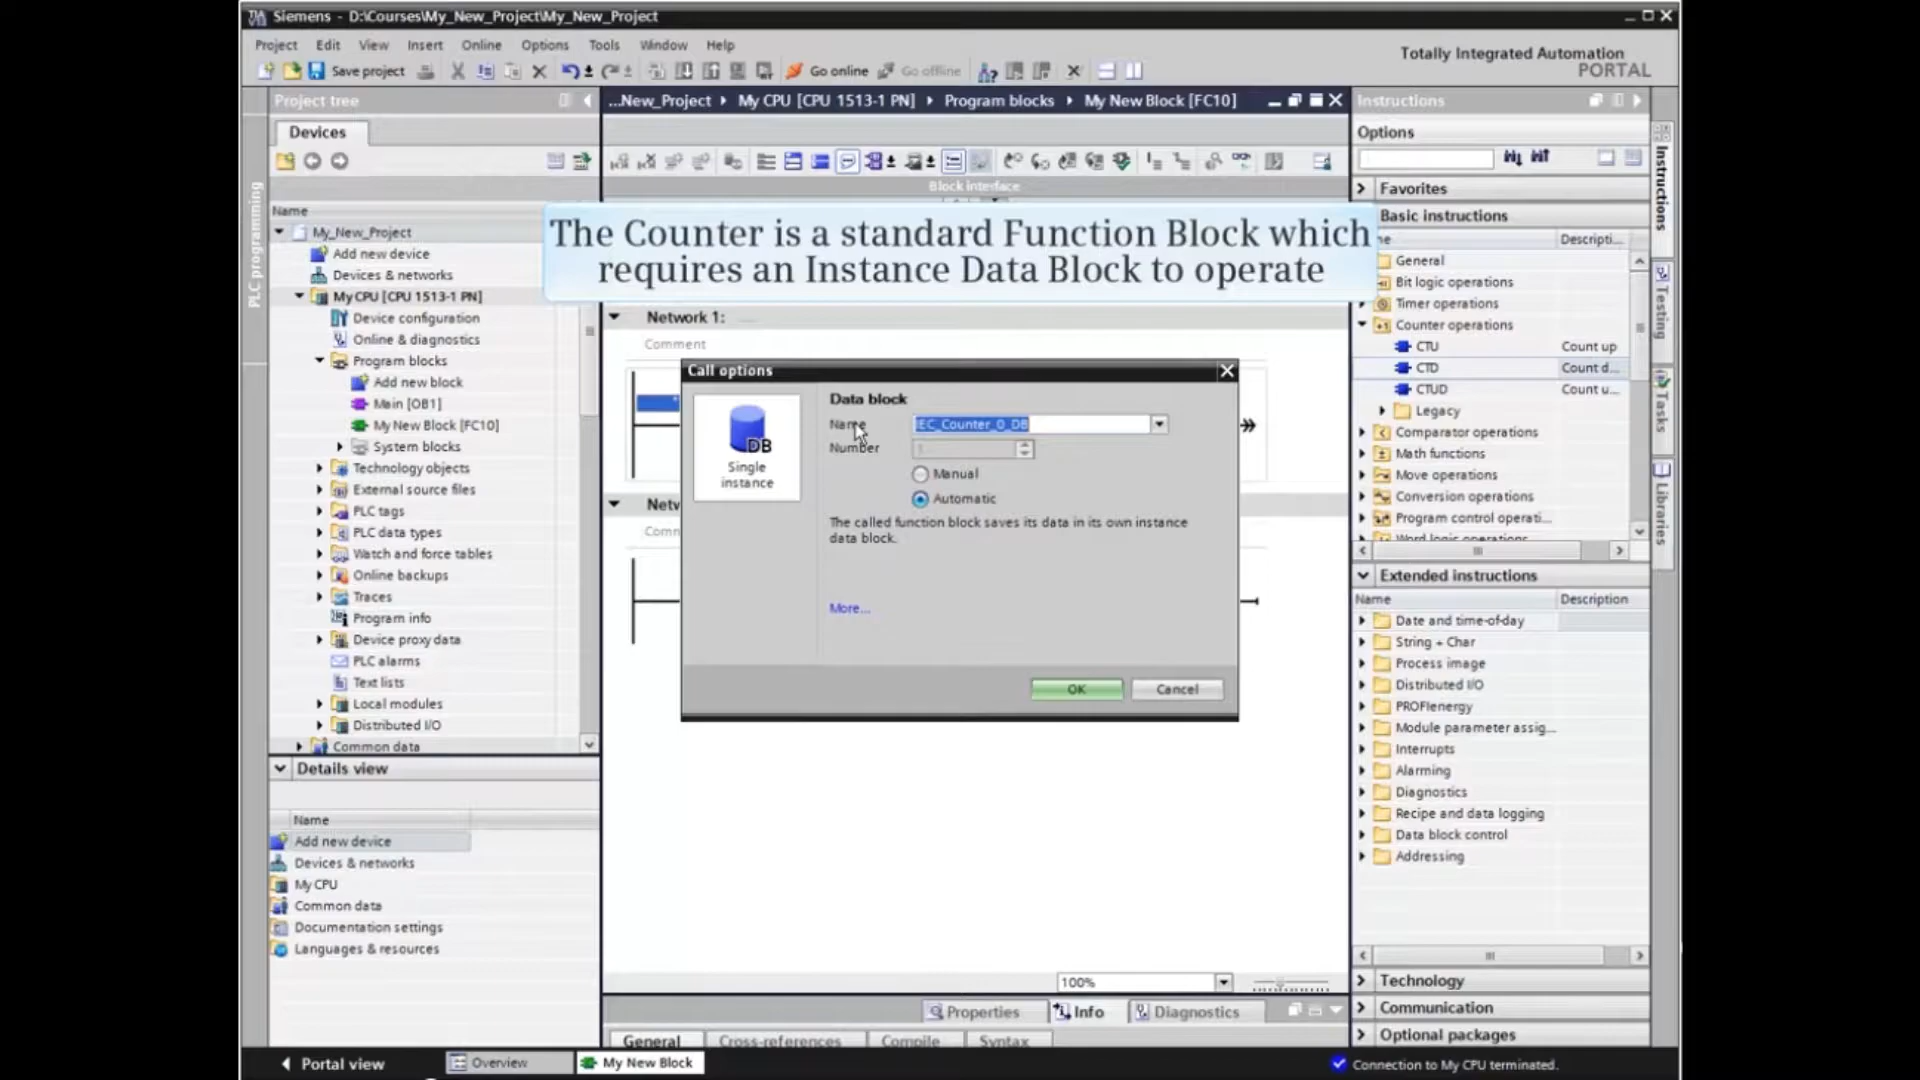 Siemens - D:\Courses\My_New_Project\My_New_Project
Project Edit View Insert Online Options Tools Window Help
Totally Integrated Automation
PORTAL
Save project
Go online
Go offline
Project tree
...New_Project My CPU [CPU 1513-1 PN] Program blocks My New Block [FC10]
Instructions
Devices
Options
PLC programming
Block interface
Name
My_New_Project
Add new device
Devices & networks
My CPU [CPU 1513-1 PN]
Device configuration
Online & diagnostics
Program blocks
Add new block
Main [OB1]
My New Block [FC10]
System blocks
Technology objects
External source files
PLC tags
PLC data types
Watch and force tables
Online backups
Traces
Program info
Device proxy data
PLC alarms
Text lists
Local modules
Distributed I/O
Common data
Details view
Name
Add new device
Devices & networks
My CPU
Common data
Documentation settings
Languages & resources
The Counter is a standard Function Block which
requires an Instance Data Block to operate
Network 1:
Comment
Netw
Comm
Call options
DB
Single
instance
Data block
Name IEC_Counter_0_DB
Number 1
Manual
Automatic
The called function block saves its data in its own instance
data block.
More...
OK Cancel
100%
Properties Info Diagnostics
General Cross-references Compile Syntax
Favorites
Basic instructions
me Descripti...
General
Bit logic operations
Timer operations
Counter operations
CTU Count up
CTD Count d...
CTUD Count u...
Legacy
Comparator operations
Math functions
Move operations
Conversion operations
Program control operati...
Word logic operations
Extended instructions
Name Description
Date and time-of-day
String + Char
Process image
Distributed I/O
PROFIenergy
Module parameter assig...
Interrupts
Alarming
Diagnostics
Recipe and data logging
Data block control
Addressing
Technology
Communication
Optional packages
Instructions
Testing
Tasks
Libraries
Portal view Overview My New Block
Connection to My CPU terminated.